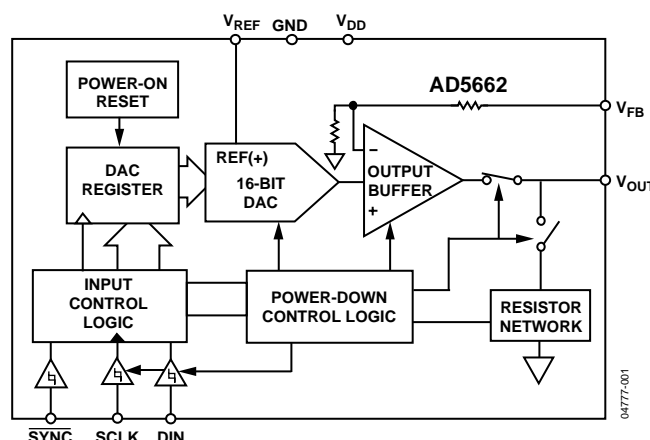 VREF GND VDD
POWER-ON
RESET
AD5662
VFB
REF(+)
16-BIT
DAC
DAC
REGISTER
–
OUTPUT
BUFFER
+
VOUT
INPUT
CONTROL
LOGIC
POWER-DOWN
CONTROL LOGIC
RESISTOR
NETWORK
SYNC SCLK DIN
04777-001